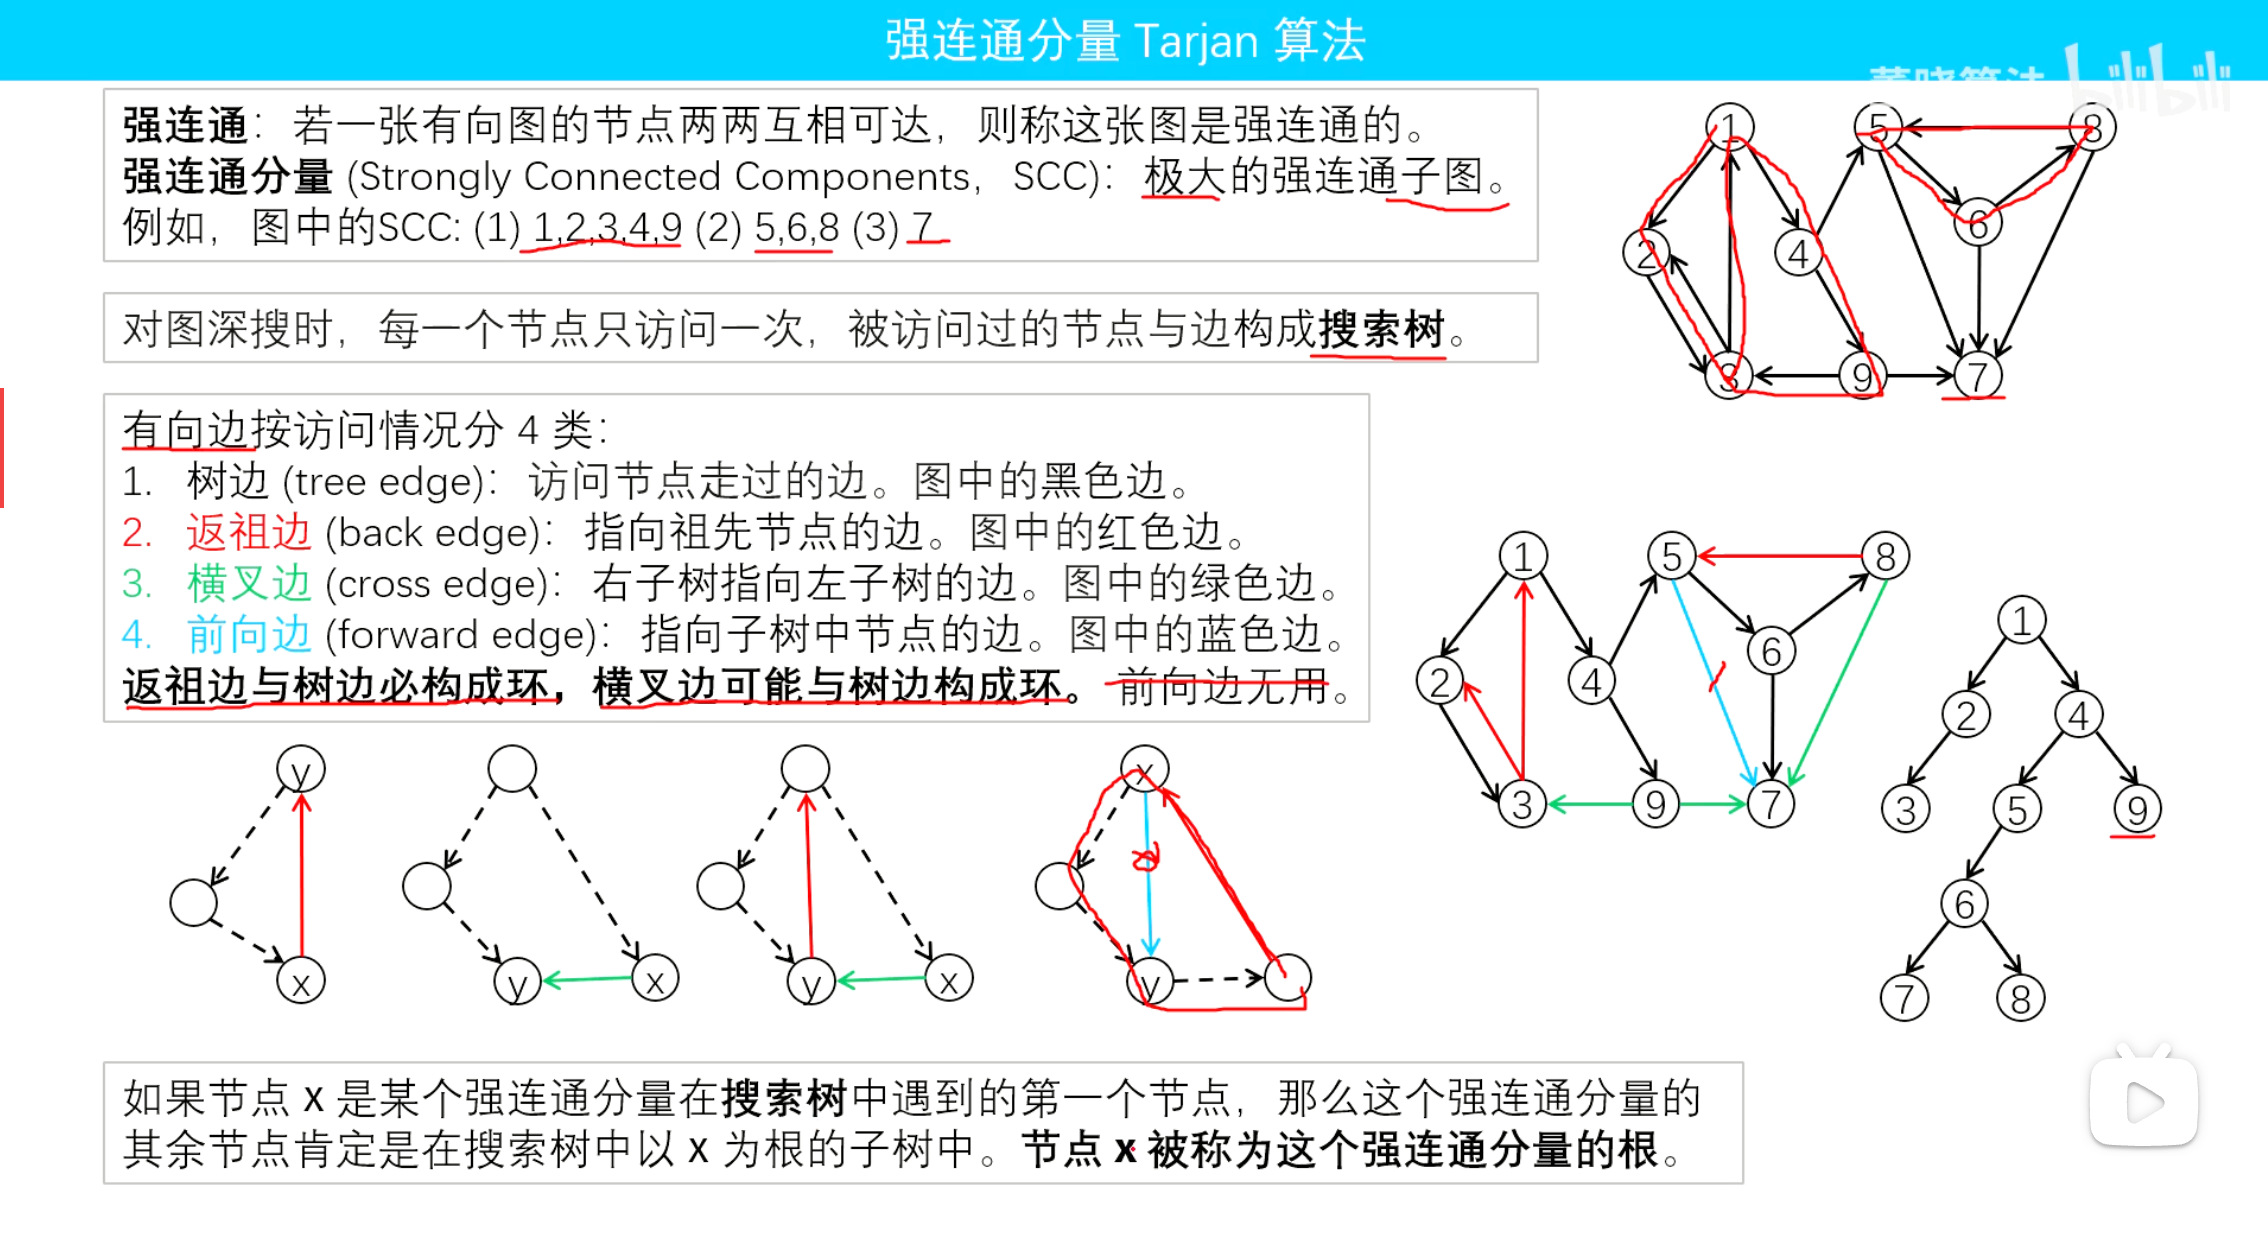 强连通分量 Tarjan 算法
董晓算法 bilibili
强连通：若一张有向图的节点两两互相可达，则称这张图是强连通的。
强连通分量 (Strongly Connected Components，SCC)：极大的强连通子图。
例如，图中的SCC: (1) 1,2,3,4,9 (2) 5,6,8 (3) 7
对图深搜时，每一个节点只访问一次，被访问过的节点与边构成搜索树。
有向边按访问情况分 4 类：
1. 树边 (tree edge)：访问节点走过的边。图中的黑色边。
2. 返祖边 (back edge)：指向祖先节点的边。图中的红色边。
3. 横叉边 (cross edge)：右子树指向左子树的边。图中的绿色边。
4. 前向边 (forward edge)：指向子树中节点的边。图中的蓝色边。
返祖边与树边必构成环，横叉边可能与树边构成环。前向边无用。
1 5 8
6
2 4
3 9 7
1 5 8
6
2 4
3 9 7
1
2 4
3 5 9
6
7 8
y x
x y
x y
x y
如果节点 x 是某个强连通分量在搜索树中遇到的第一个节点，那么这个强连通分量的
其余节点肯定是在搜索树中以 x 为根的子树中。节点 x 被称为这个强连通分量的根。